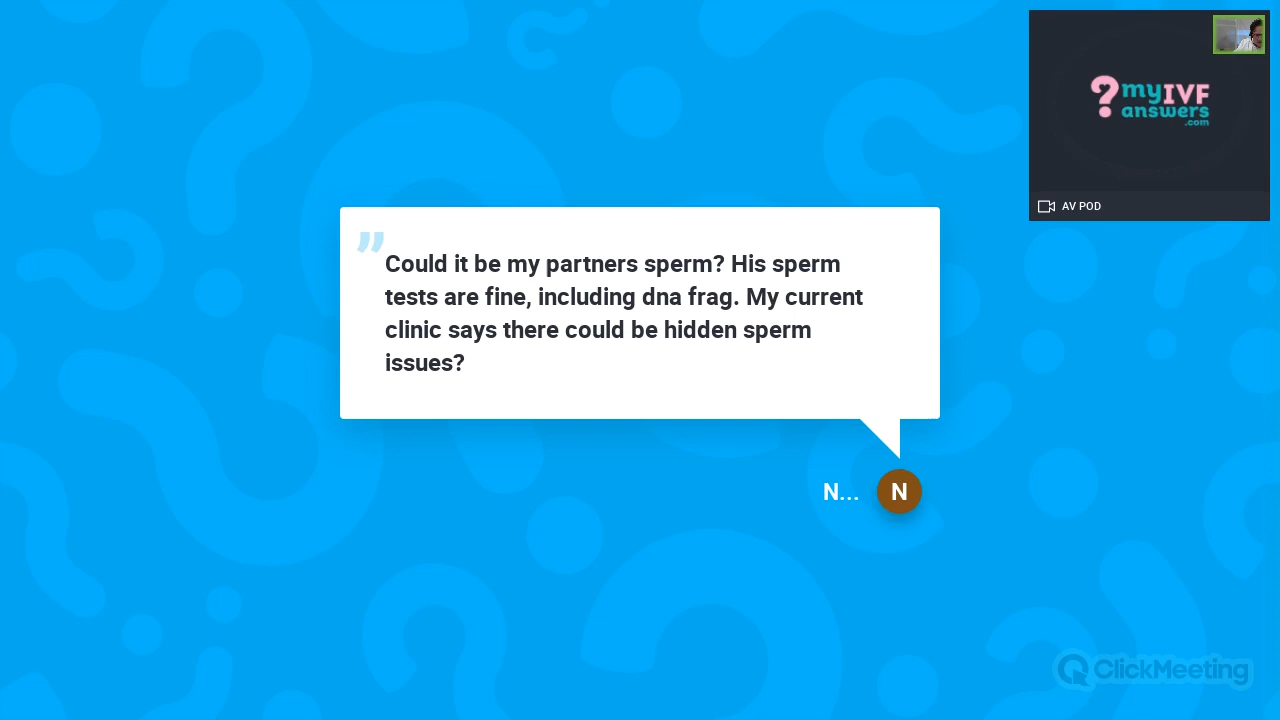 ?myIVF
answers
.com
AV POD
”
Could it be my partners sperm? His sperm
tests are fine, including dna frag. My current
clinic says there could be hidden sperm
issues?
N... N
ClickMeeting